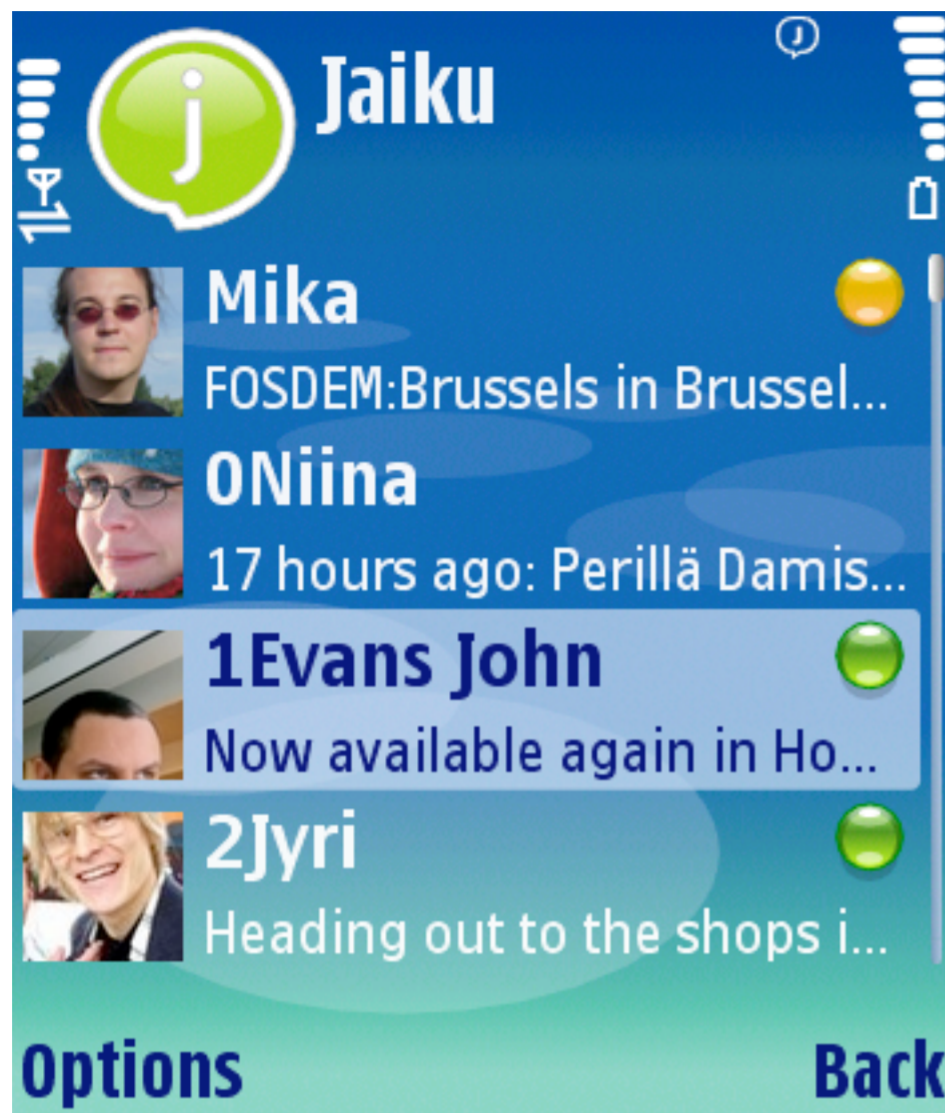 j
Jaiku
J
Mika
FOSDEM:Brussels in Brussel...
0Niina
17 hours ago: Perillä Damis...
1Evans John
Now available again in Ho...
2Jyri
Heading out to the shops i...
Options
Back